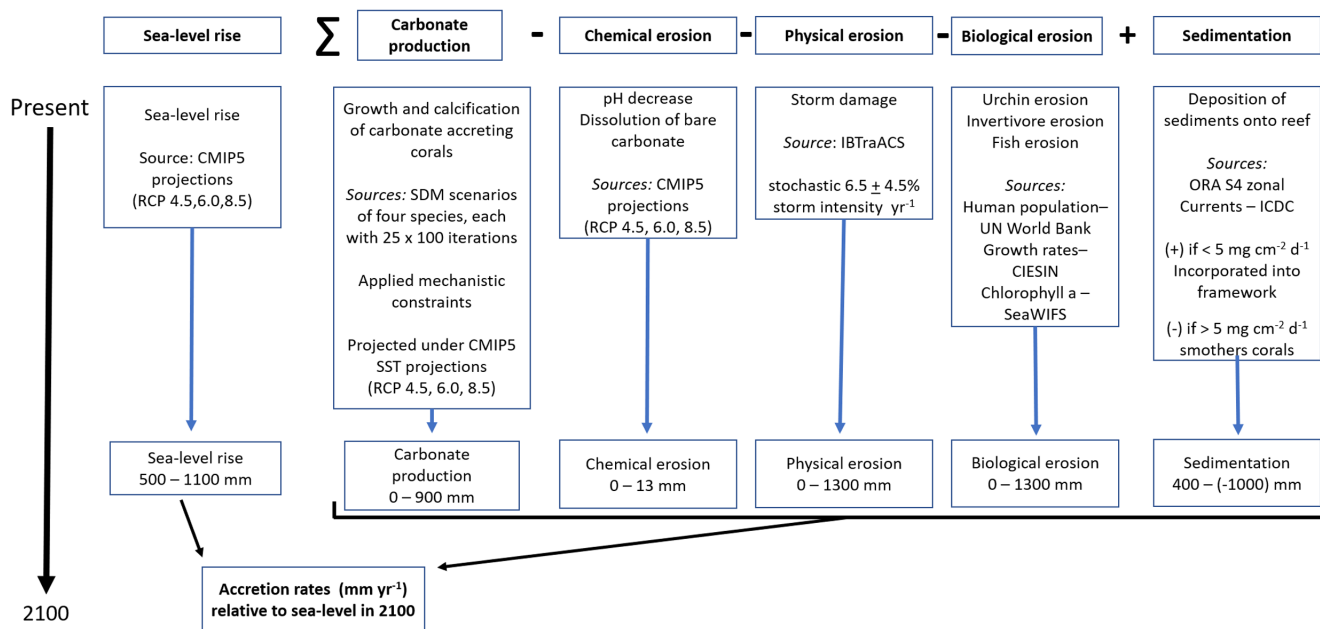 Sea-level rise
Σ
Carbonate
production
-
Chemical erosion
-
Physical erosion
-
Biological erosion
+
Sedimentation
Present
2100
Sea-level rise
Source: CMIP5
projections
(RCP 4.5,6.0,8.5)
Growth and calcification
of carbonate accreting
corals
Sources: SDM scenarios
of four species, each
with 25 x 100 iterations
Applied mechanistic
constraints
Projected under CMIP5
SST projections
(RCP 4.5, 6.0, 8.5)
pH decrease
Dissolution of bare
carbonate
Sources: CMIP5
projections
(RCP 4.5, 6.0, 8.5)
Storm damage
Source: IBTraACS
stochastic 6.5 ± 4.5%
storm intensity yr⁻¹
Urchin erosion
Invertivore erosion
Fish erosion
Sources:
Human population–
UN World Bank
Growth rates–
CIESIN
Chlorophyll a –
SeaWIFS
Deposition of
sediments onto reef
Sources:
ORA S4 zonal
Currents – ICDC
(+) if < 5 mg cm⁻² d⁻¹
Incorporated into
framework
(-) if > 5 mg cm⁻² d⁻¹
smothers corals
Sea-level rise
500 – 1100 mm
Carbonate
production
0 – 900 mm
Chemical erosion
0 – 13 mm
Physical erosion
0 – 1300 mm
Biological erosion
0 – 1300 mm
Sedimentation
400 – (-1000) mm
Accretion rates (mm yr⁻¹)
relative to sea-level in 2100